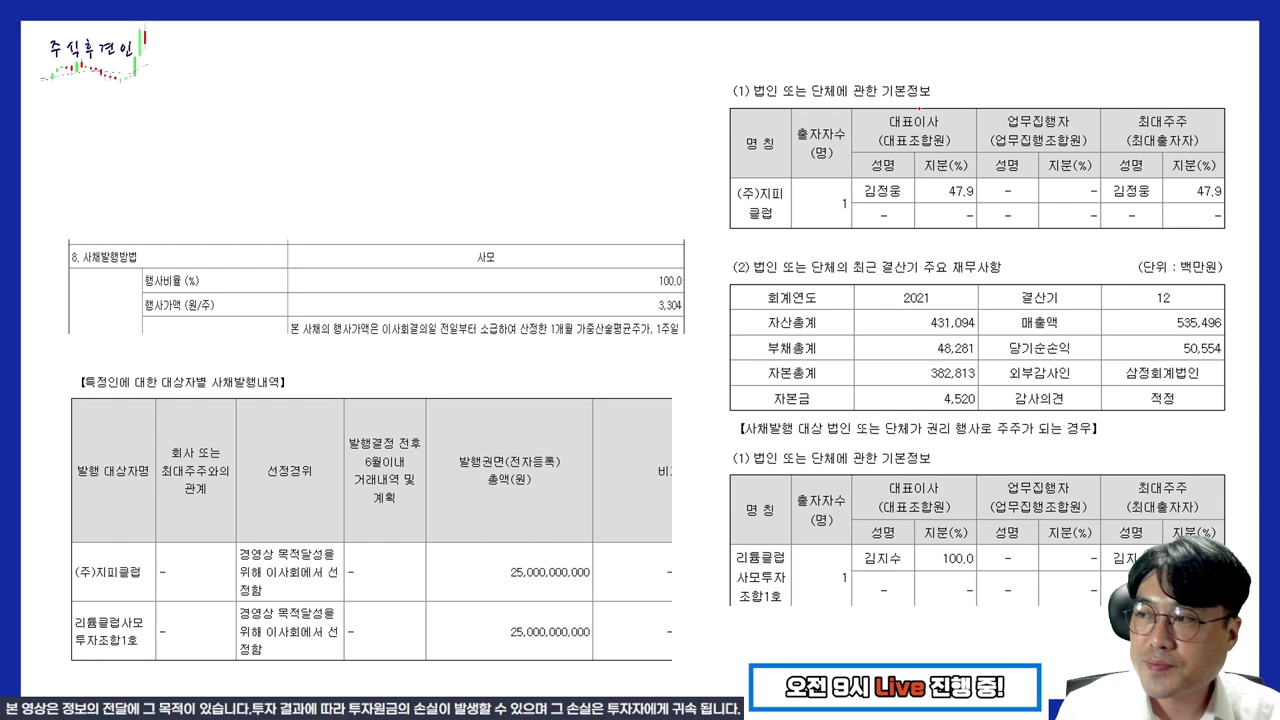 주식후견인
8. 사채발행방법 사모
행사비율 (%) 100.0
행사가액 (원/주) 3,304
본 사채의 행사가액은 이사회결의일 전일부터 소급하여 산정한 1개월 가중산술평균주가, 1주일
【특정인에 대한 대상자별 사채발행내역】
발행 대상자명
회사 또는
최대주주와의
관계
선정경위
발행결정 전후
6월이내
거래내역 및
계획
발행권면(전자등록)
총액(원)
(주)지피클럽
-
경영상 목적달성을
위해 이사회에서 선
정함
-
25,000,000,000
-
리튬클럽사모
투자조합1호
-
경영상 목적달성을
위해 이사회에서 선
정함
-
25,000,000,000
-
(1) 법인 또는 단체에 관한 기본정보
명 칭
출자자수
(명)
대표이사
(대표조합원)
업무집행자
(업무집행조합원)
최대주주
(최대출자자)
성명 지분(%) 성명 지분(%) 성명 지분(%)
(주)지피
클럽
1
김정웅 47.9 - - 김정웅 47.9
- - - - - -
(2) 법인 또는 단체의 최근 결산기 주요 재무사항 (단위 : 백만원)
회계연도 2021 결산기 12
자산총계 431,094 매출액 535,496
부채총계 48,281 당기순손익 50,554
자본총계 382,813 외부감사인 삼정회계법인
자본금 4,520 감사의견 적정
【사채발행 대상 법인 또는 단체가 권리 행사로 주주가 되는 경우】
(1) 법인 또는 단체에 관한 기본정보
명 칭
출자자수
(명)
대표이사
(대표조합원)
업무집행자
(업무집행조합원)
최대주주
(최대출자자)
성명 지분(%) 성명 지분(%) 성명 지분(%)
리튬클럽
사모투자
조합1호
1
김지수 100.0 - -
- - - -
오전 9시 Live 진행 중!
본 영상은 정보의 전달에 그 목적이 있습니다.투자 결과에 따라 투자원금의 손실이 발생할 수 있으며 그 손실은 투자자에게 귀속 됩니다.